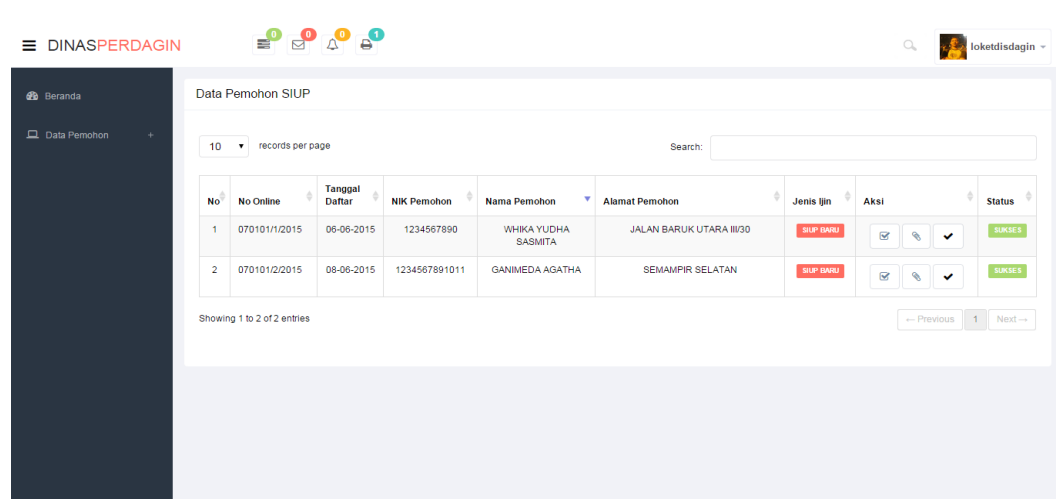 DINASPERDAGIN
0 0 0 1
loketdisdagin
Beranda
Data Pemohon +
Data Pemohon SIUP
10 records per page
Search:
No No Online Tanggal Daftar NIK Pemohon Nama Pemohon Alamat Pemohon Jenis Ijin Aksi Status
1 070101/1/2015 06-06-2015 1234567890 WHIKA YUDHA SASMITA JALAN BARUK UTARA III/30 SIUP BARU SUKSES
2 070101/2/2015 08-06-2015 1234567891011 GANIMEDA AGATHA SEMAMPIR SELATAN SIUP BARU SUKSES
Showing 1 to 2 of 2 entries
← Previous 1 Next →